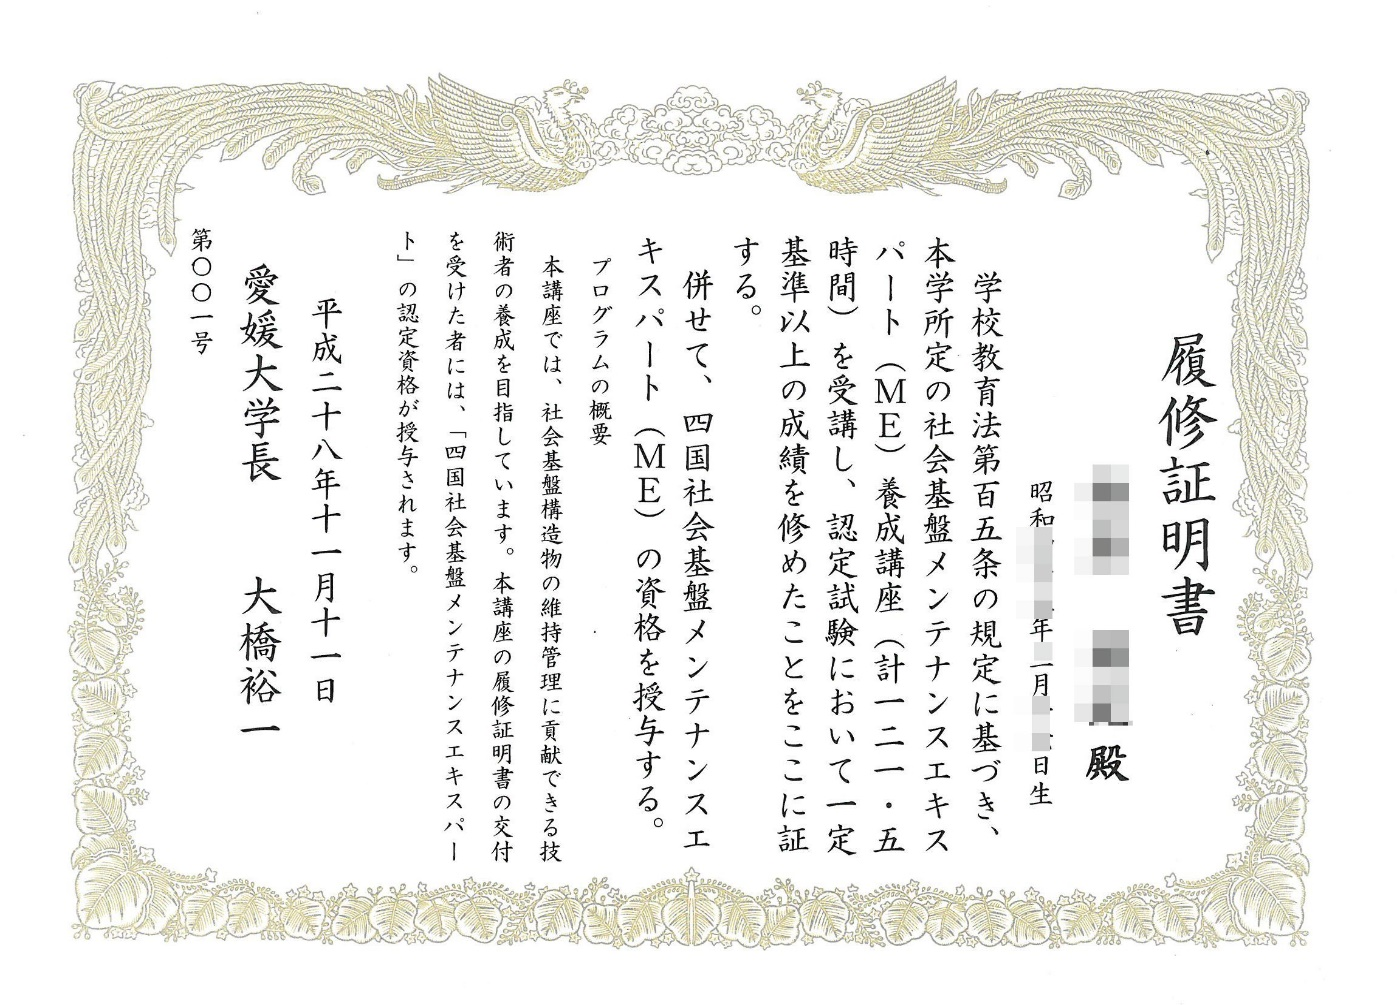 履修証明書
殿
昭和 年 月 日生
学校教育法第百五条の規定に基づき、
本学所定の社会基盤メンテナンスエキス
パート（ＭＥ）養成講座（計一二一・五
時間）を受講し、認定試験において一定
基準以上の成績を修めたことをここに証
する。
併せて、四国社会基盤メンテナンスエ
キスパート（ＭＥ）の資格を授与する。
プログラムの概要
本講座では、社会基盤構造物の維持管理に貢献できる技
術者の養成を目指しています。本講座の履修証明書の交付
を受けた者には、「四国社会基盤メンテナンスエキスパー
ト」の認定資格が授与されます。
平成二十八年十一月十一日
愛媛大学長　大橋裕一
第〇〇一号